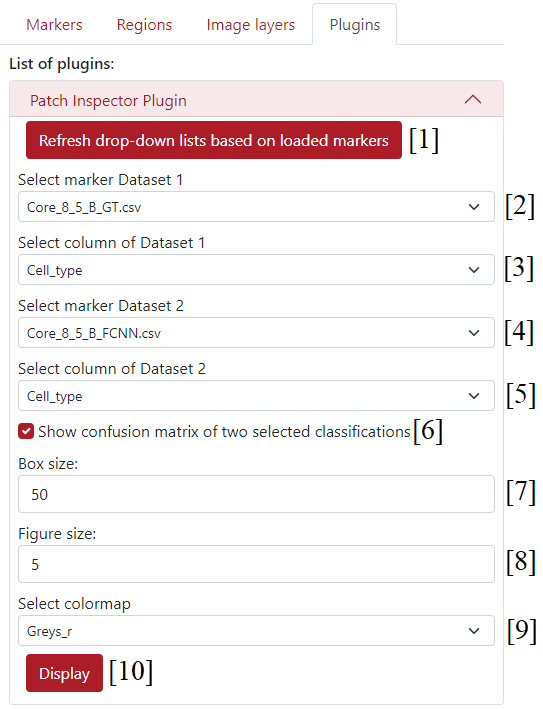 Markers Regions Image layers Plugins
List of plugins:
Patch Inspector Plugin
Refresh drop-down lists based on loaded markers [1]
Select marker Dataset 1
Core_8_5_B_GT.csv [2]
Select column of Dataset 1
Cell_type [3]
Select marker Dataset 2
Core_8_5_B_FCNN.csv [4]
Select column of Dataset 2
Cell_type [5]
Show confusion matrix of two selected classifications [6]
Box size:
50 [7]
Figure size:
5 [8]
Select colormap
Greys_r [9]
Display [10]